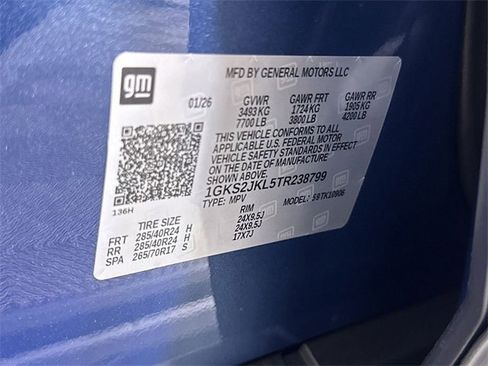 gm
MFD BY GENERAL MOTORS LLC
01/26 GVWR GAWR FRT GAWR RR
3493 KG 1724 KG 1905 KG
7700 LB 3800 LB 4200 LB
THIS VEHICLE CONFORMS TO ALL
APPLICABLE U.S. FEDERAL MOTOR
VEHICLE SAFETY STANDARDS IN
EFFECT ON THE DATE OF
MANUFACTURE SHOWN ABOVE.
1GKS2JKL5TR238799
TYPE: MPV MODEL: 59TK10906
136H
TIRE SIZE RIM
FRT 285/40R24 H 24X9.5J
RR 285/40R24 H 24X9.5J
SPA 265/70R17 S 17X7J